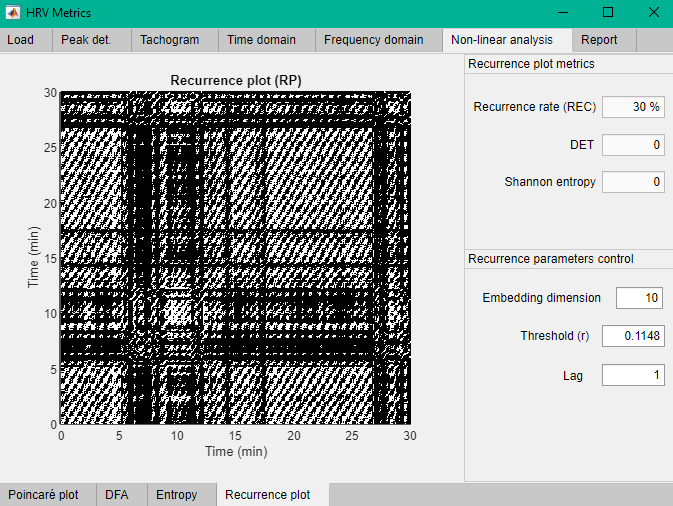 HRV Metrics
Load Peak det. Tachogram Time domain Frequency domain Non-linear analysis Report
Recurrence plot (RP)
30
25
20
15
10
5
0
Time (min)
0 5 10 15 20 25 30
Time (min)
Recurrence plot metrics
Recurrence rate (REC) 30 %
DET 0
Shannon entropy 0
Recurrence parameters control
Embedding dimension 10
Threshold (r) 0.1148
Lag 1
Poincaré plot DFA Entropy Recurrence plot